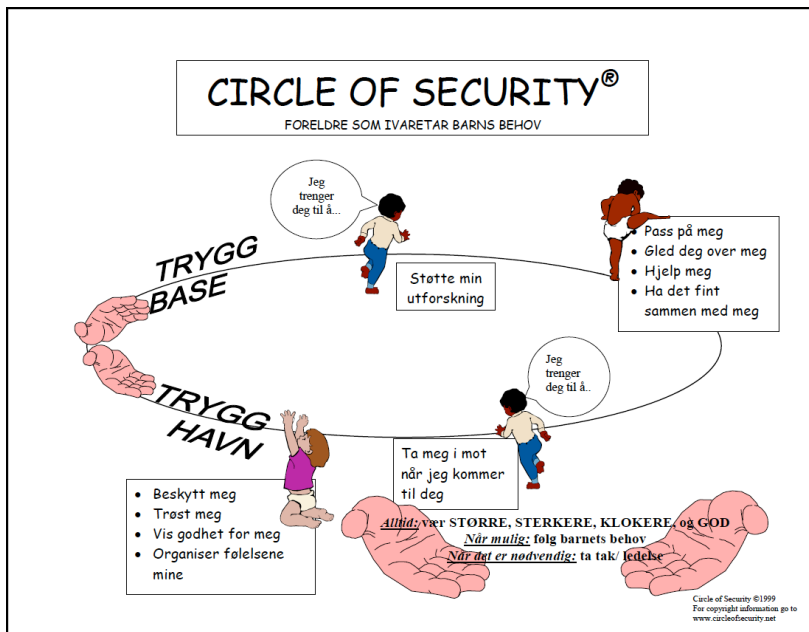 CIRCLE OF SECURITY®
FORELDRE SOM IVARETAR BARNS BEHOV
Jeg
trenger
deg til å...
TRYGG
BASE
Støtte min
utforskning
• Pass på meg
• Gled deg over meg
• Hjelp meg
• Ha det fint
sammen med meg
Jeg
trenger
deg til å..
TRYGG
HAVN
Ta meg i mot
når jeg kommer
til deg
• Beskytt meg
• Trøst meg
• Vis godhet for meg
• Organiser følelsene
mine
Alltid: vær STØRRE, STERKERE, KLOKERE, og GOD
Når mulig: følg barnets behov
Når det er nødvendig: ta tak/ ledelse
Circle of Security ©1999
For copyright information go to
www.circleofsecurity.net